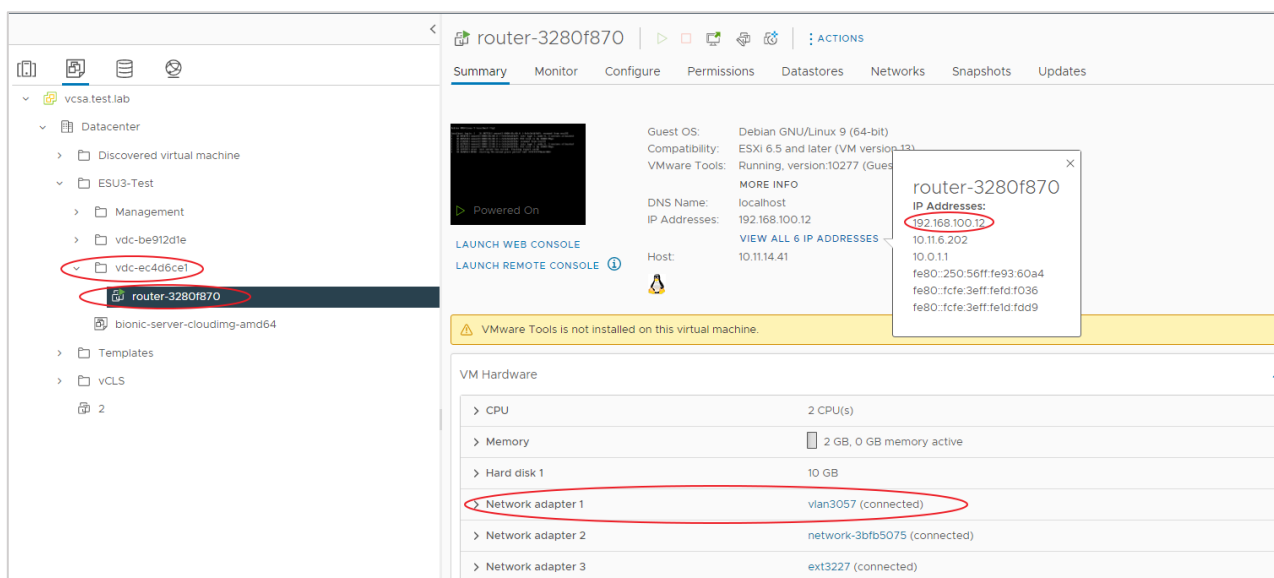 router-3280f870
ACTIONS
Summary Monitor Configure Permissions Datastores Networks Snapshots Updates
vcsa.test.lab
Datacenter
Discovered virtual machine
ESU3-Test
Management
vdc-be912d1e
vdc-ec4d6ce1
router-3280f870
bionic-server-cloudimg-amd64
Templates
vCLS
2
Powered On
LAUNCH WEB CONSOLE
LAUNCH REMOTE CONSOLE
Guest OS: Debian GNU/Linux 9 (64-bit)
Compatibility: ESXi 6.5 and later (VM version 13)
VMware Tools: Running, version:10277 (Gues
MORE INFO
DNS Name: localhost
IP Addresses: 192.168.100.12
VIEW ALL 6 IP ADDRESSES
Host: 10.11.14.41
router-3280f870
IP Addresses:
192.168.100.12
10.11.6.202
10.0.1.1
fe80::250:56ff:fe93:60a4
fe80::fcfe:3eff:fefd:f036
fe80::fcfe:3eff:fe1d:fdd9
VMware Tools is not installed on this virtual machine.
VM Hardware
CPU 2 CPU(s)
Memory 2 GB, 0 GB memory active
Hard disk 1 10 GB
Network adapter 1 vlan3057 (connected)
Network adapter 2 network-3bfb5075 (connected)
Network adapter 3 ext3227 (connected)